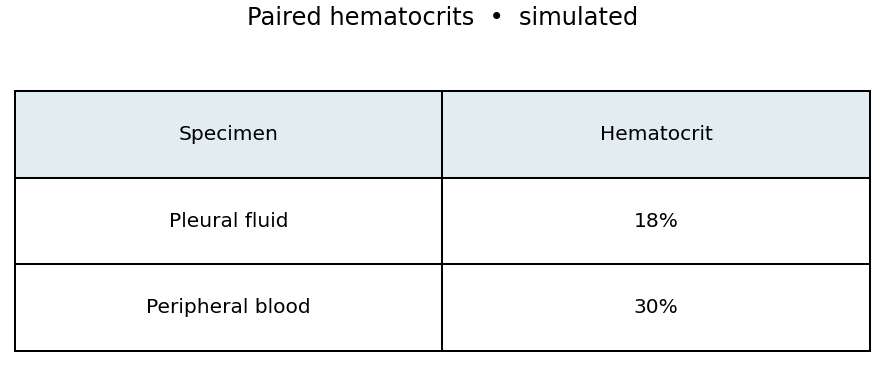 Paired hematocrits • simulated
Specimen Hematocrit
Pleural fluid 18%
Peripheral blood 30%